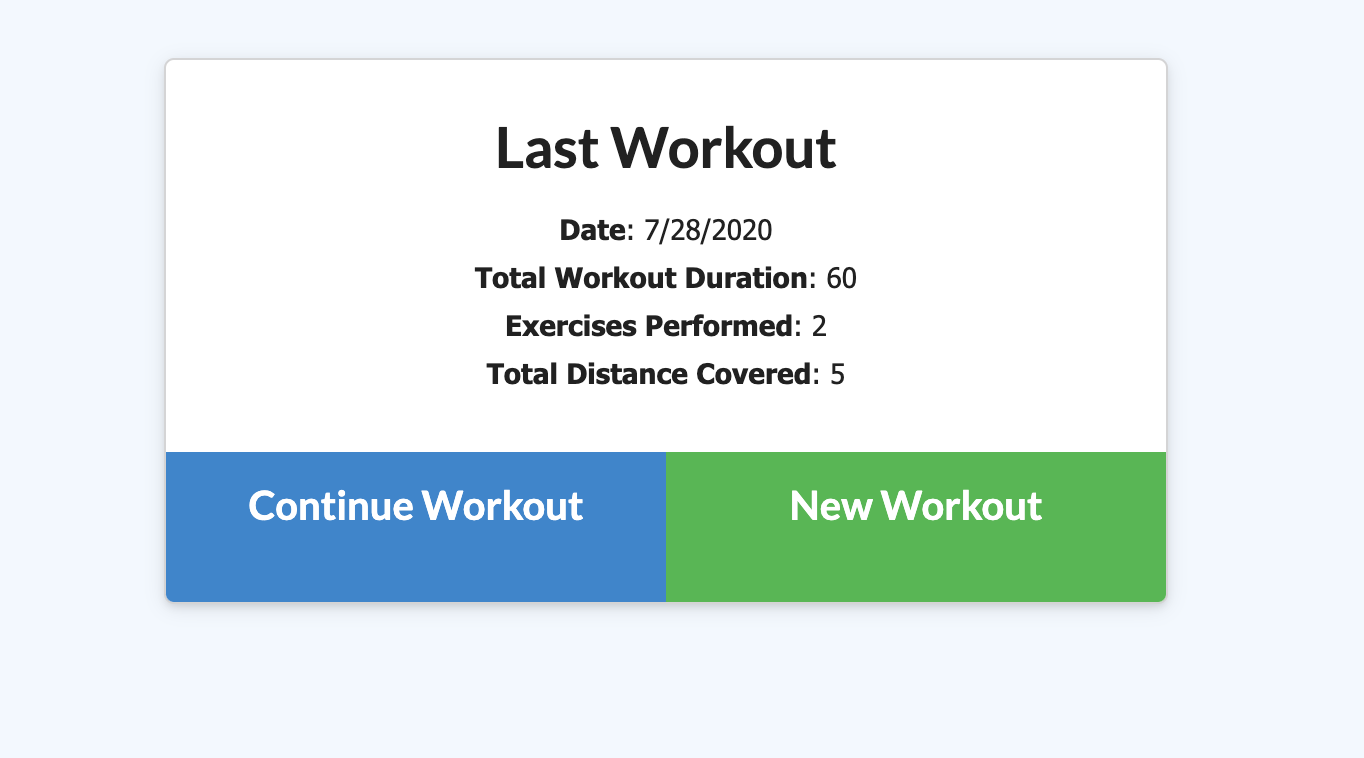 Last Workout
Date: 7/28/2020
Total Workout Duration: 60
Exercises Performed: 2
Total Distance Covered: 5
Continue Workout
New Workout